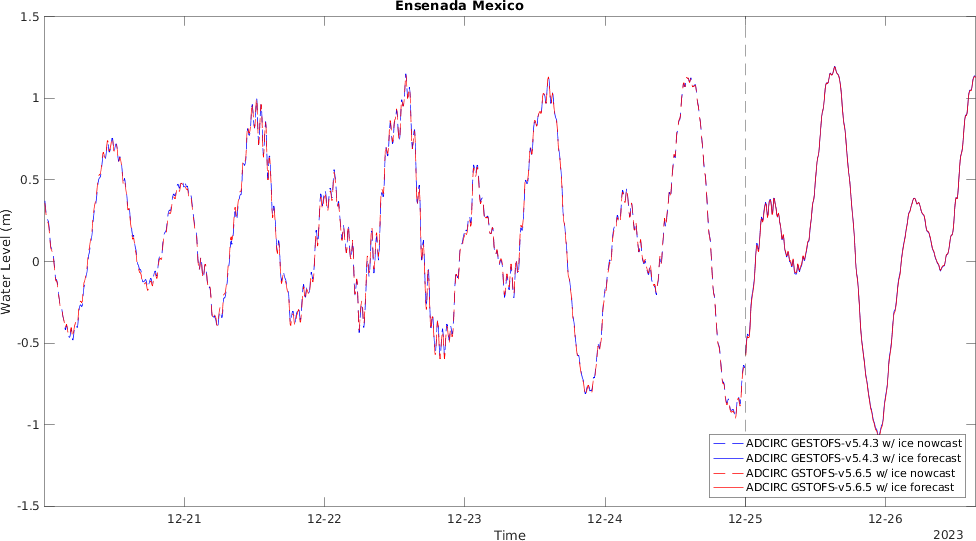 Ensenada Mexico
1.5
1
0.5
0
-0.5
-1
-1.5
Water Level (m)
ADCIRC GESTOFS-v5.4.3 w/ ice nowcast
ADCIRC GESTOFS-v5.4.3 w/ ice forecast
ADCIRC GSTOFS-v5.6.5 w/ ice nowcast
ADCIRC GSTOFS-v5.6.5 w/ ice forecast
12-21
12-22
12-23
12-24
12-25
12-26
Time
2023